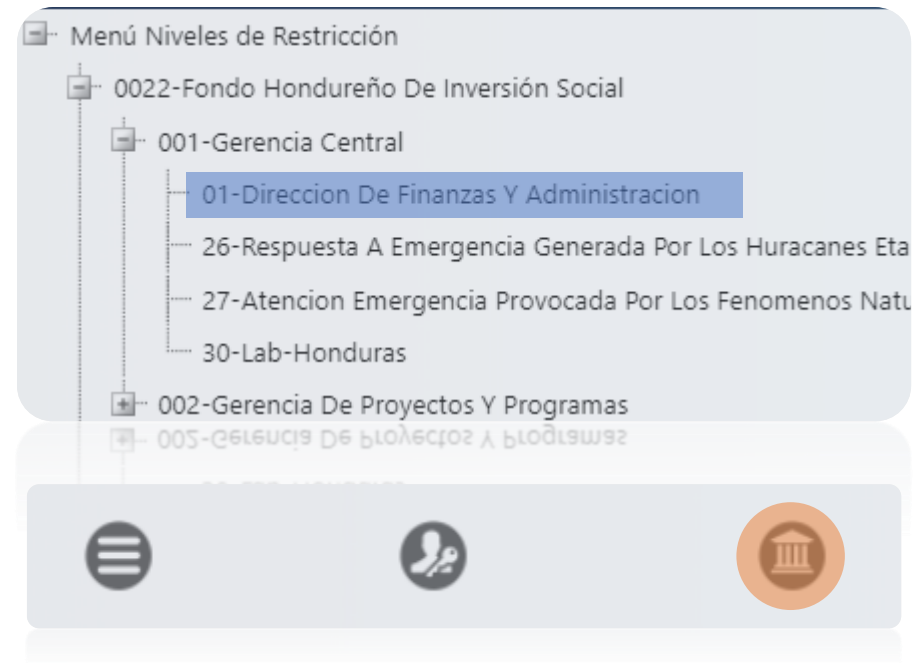 Menú Niveles de Restricción
0022-Fondo Hondureño De Inversión Social
001-Gerencia Central
01-Direccion De Finanzas Y Administracion
26-Respuesta A Emergencia Generada Por Los Huracanes Eta
27-Atencion Emergencia Provocada Por Los Fenomenos Natu
30-Lab-Honduras
002-Gerencia De Proyectos Y Programas